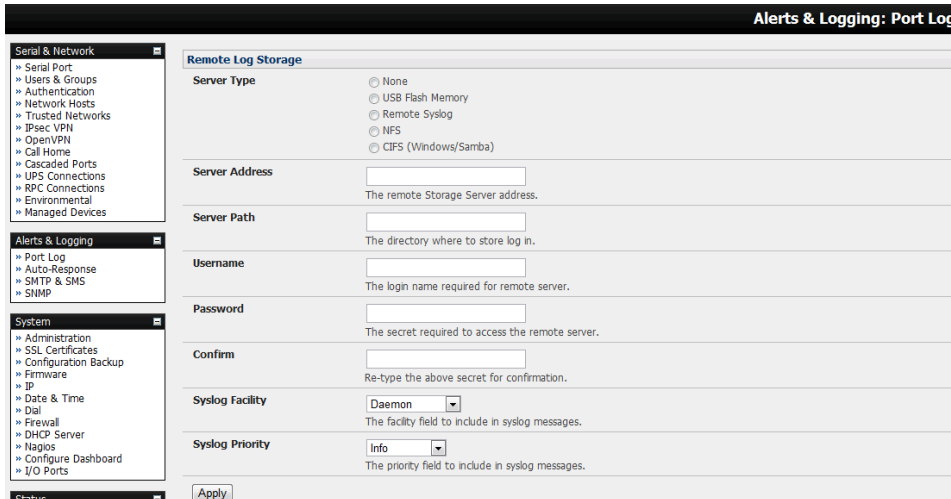 Alerts & Logging: Port Log
Serial & Network
» Serial Port
» Users & Groups
» Authentication
» Network Hosts
» Trusted Networks
» IPsec VPN
» OpenVPN
» Call Home
» Cascaded Ports
» UPS Connections
» RPC Connections
» Environmental
» Managed Devices
Alerts & Logging
» Port Log
» Auto-Response
» SMTP & SMS
» SNMP
System
» Administration
» SSL Certificates
» Configuration Backup
» Firmware
» IP
» Date & Time
» Dial
» Firewall
» DHCP Server
» Nagios
» Configure Dashboard
» I/O Ports
Status
Remote Log Storage
Server Type
None
USB Flash Memory
Remote Syslog
NFS
CIFS (Windows/Samba)
Server Address
The remote Storage Server address.
Server Path
The directory where to store log in.
Username
The login name required for remote server.
Password
The secret required to access the remote server.
Confirm
Re-type the above secret for confirmation.
Syslog Facility
Daemon
The facility field to include in syslog messages.
Syslog Priority
Info
The priority field to include in syslog messages.
Apply